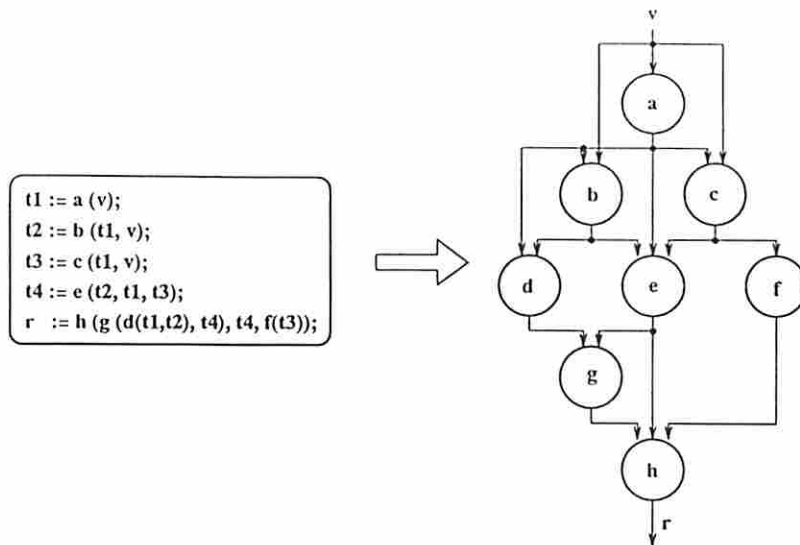 v
a
b
c
t1 := a (v);
t2 := b (t1, v);
t3 := c (t1, v);
t4 := e (t2, t1, t3);
r := h (g (d(t1,t2), t4), t4, f(t3));
d
e
f
g
h
r